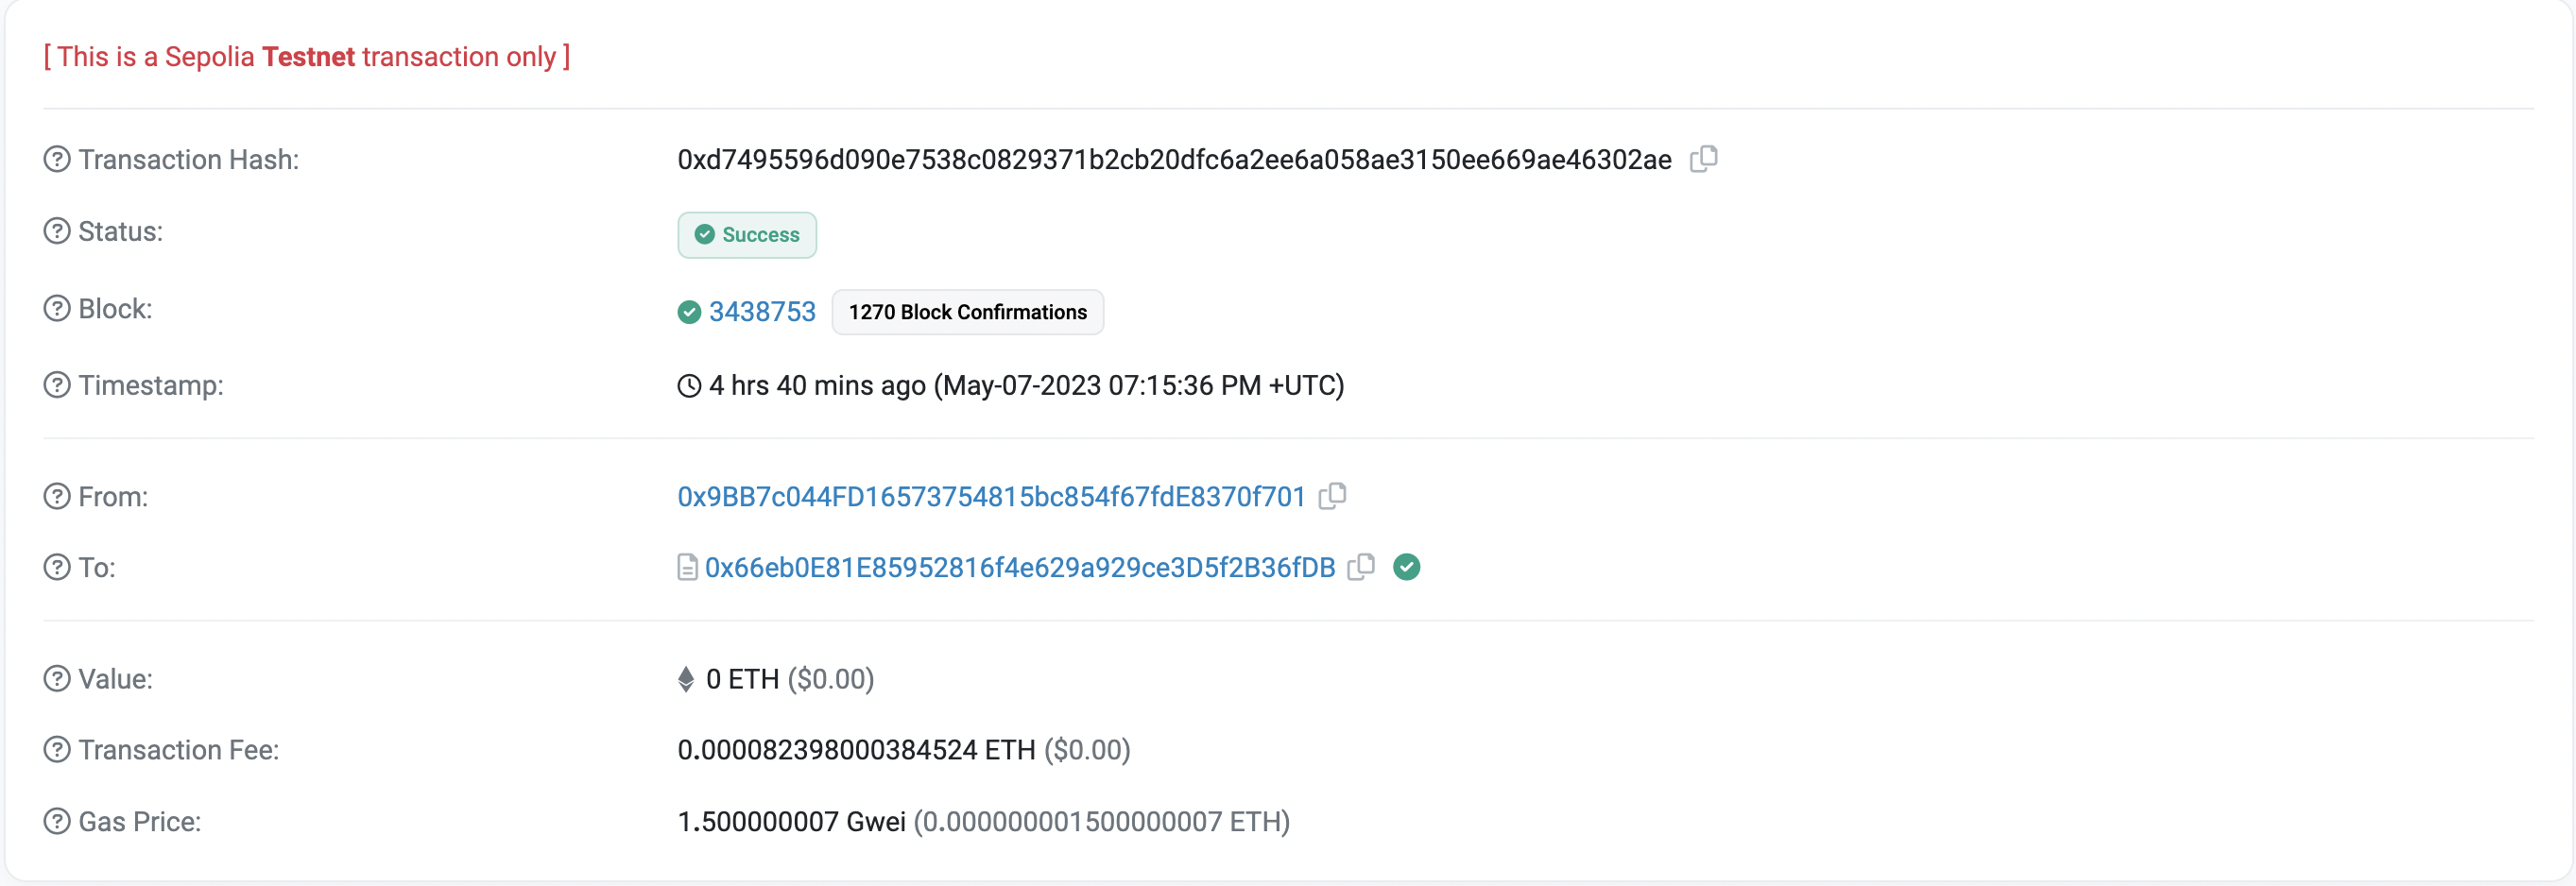 [ This is a Sepolia Testnet transaction only ]
Transaction Hash: 0xd7495596d090e7538c0829371b2cb20dfc6a2ee6a058ae3150ee669ae46302ae
Status: Success
Block: 3438753 1270 Block Confirmations
Timestamp: 4 hrs 40 mins ago (May-07-2023 07:15:36 PM +UTC)
From: 0x9BB7c044FD16573754815bc854f67fdE8370f701
To: 0x66eb0E81E85952816f4e629a929ce3D5f2B36fDB
Value: 0 ETH ($0.00)
Transaction Fee: 0.000082398000384524 ETH ($0.00)
Gas Price: 1.500000007 Gwei (0.000000001500000007 ETH)